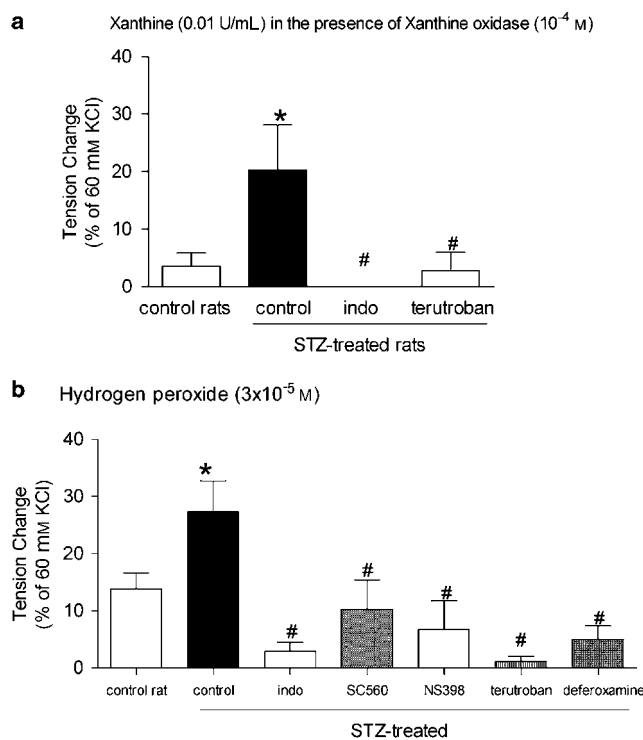 a
Xanthine (0.01 U/mL) in the presence of Xanthine oxidase (10⁻⁴ M)
Tension Change
(% of 60 mM KCl)
40
30
20
10
0
*
#
#
control rats control indo terutroban
STZ-treated rats
b
Hydrogen peroxide (3x10⁻⁵ M)
Tension Change
(% of 60 mM KCl)
40
30
20
10
0
*
#
#
#
#
#
control rat control indo SC560 NS398 terutroban deferoxamine
STZ-treated